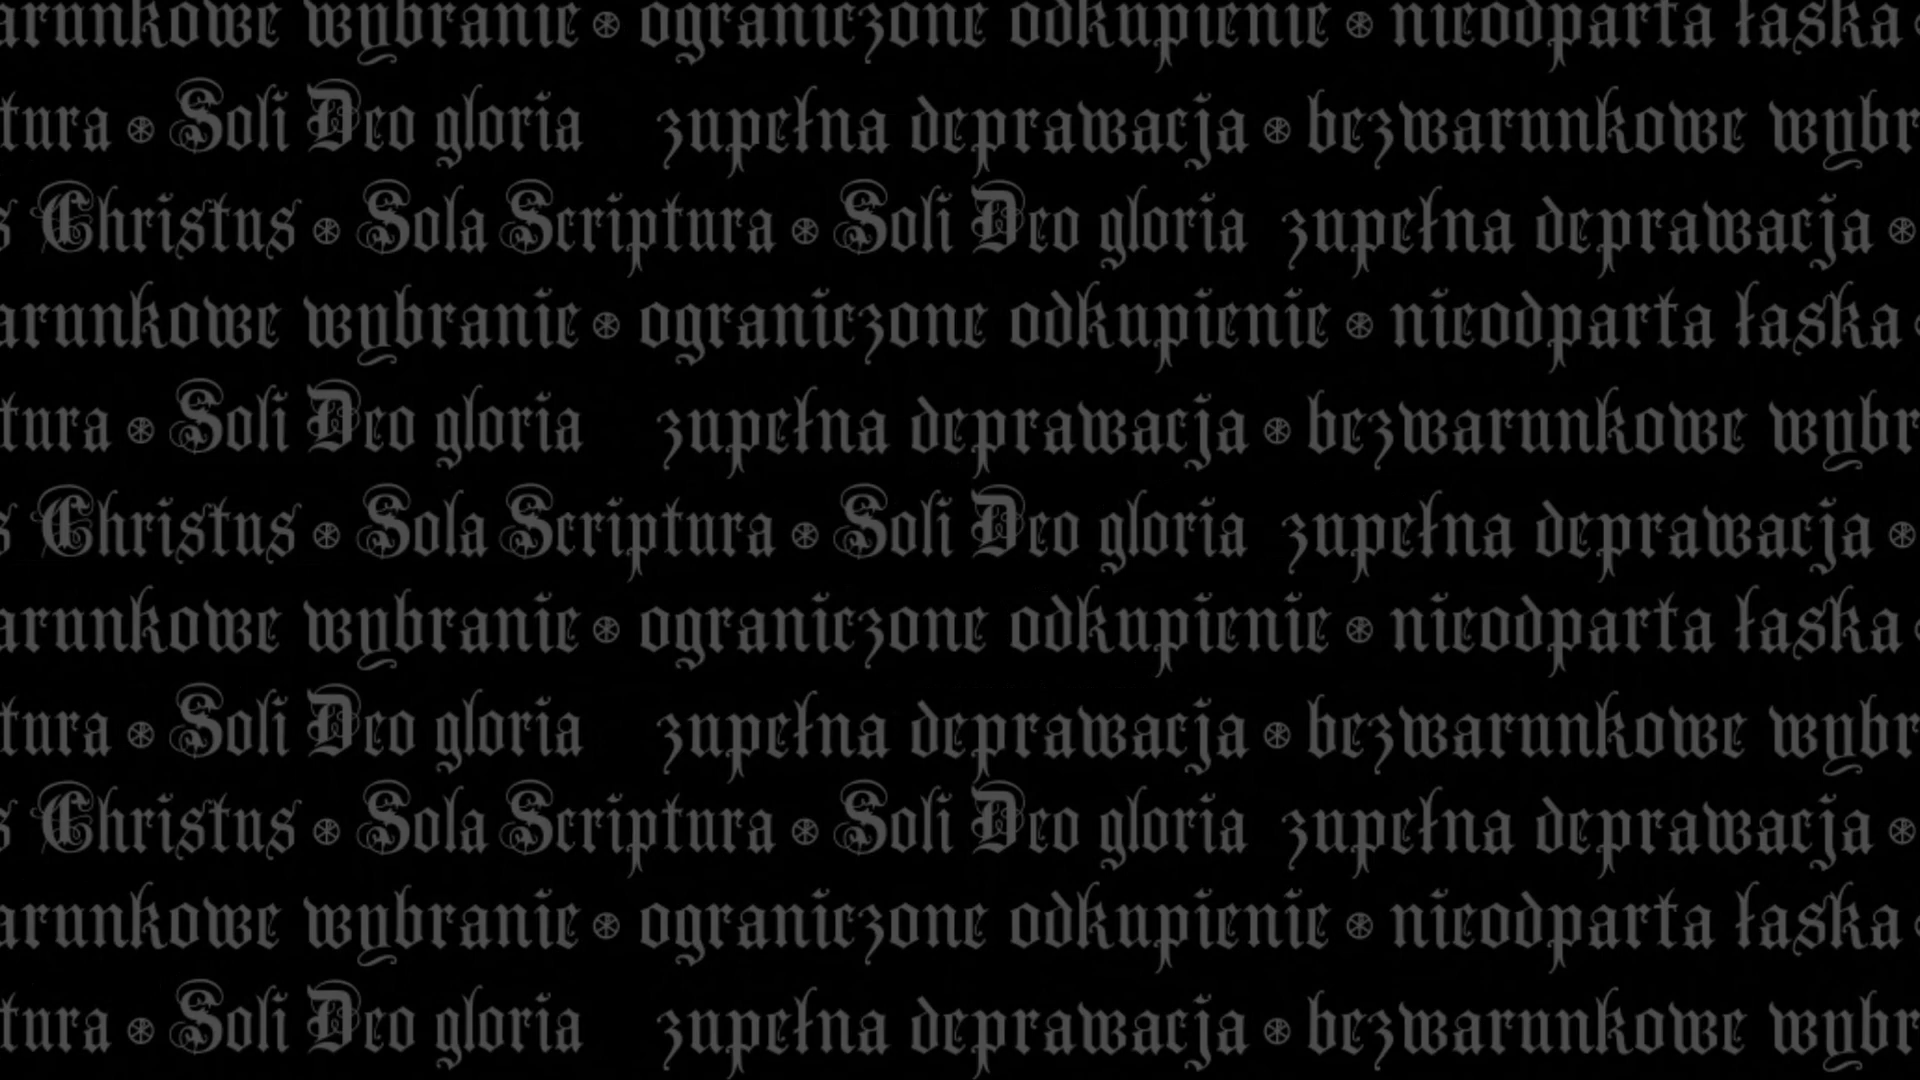 arunkowe wybranie ⊛ ograniczone odkupienie ⊛ nieodparta łaska
tura ⊛ Soli Deo gloria zupełna deprawacja ⊛ bezwarunkowe wybr
s Christus ⊛ Sola Scriptura ⊛ Soli Deo gloria zupełna deprawacja ⊛
arunkowe wybranie ⊛ ograniczone odkupienie ⊛ nieodparta łaska
tura ⊛ Soli Deo gloria zupełna deprawacja ⊛ bezwarunkowe wybr
s Christus ⊛ Sola Scriptura ⊛ Soli Deo gloria zupełna deprawacja ⊛
arunkowe wybranie ⊛ ograniczone odkupienie ⊛ nieodparta łaska
tura ⊛ Soli Deo gloria zupełna deprawacja ⊛ bezwarunkowe wybr
s Christus ⊛ Sola Scriptura ⊛ Soli Deo gloria zupełna deprawacja ⊛
arunkowe wybranie ⊛ ograniczone odkupienie ⊛ nieodparta łaska
tura ⊛ Soli Deo gloria zupełna deprawacja ⊛ bezwarunkowe wybr